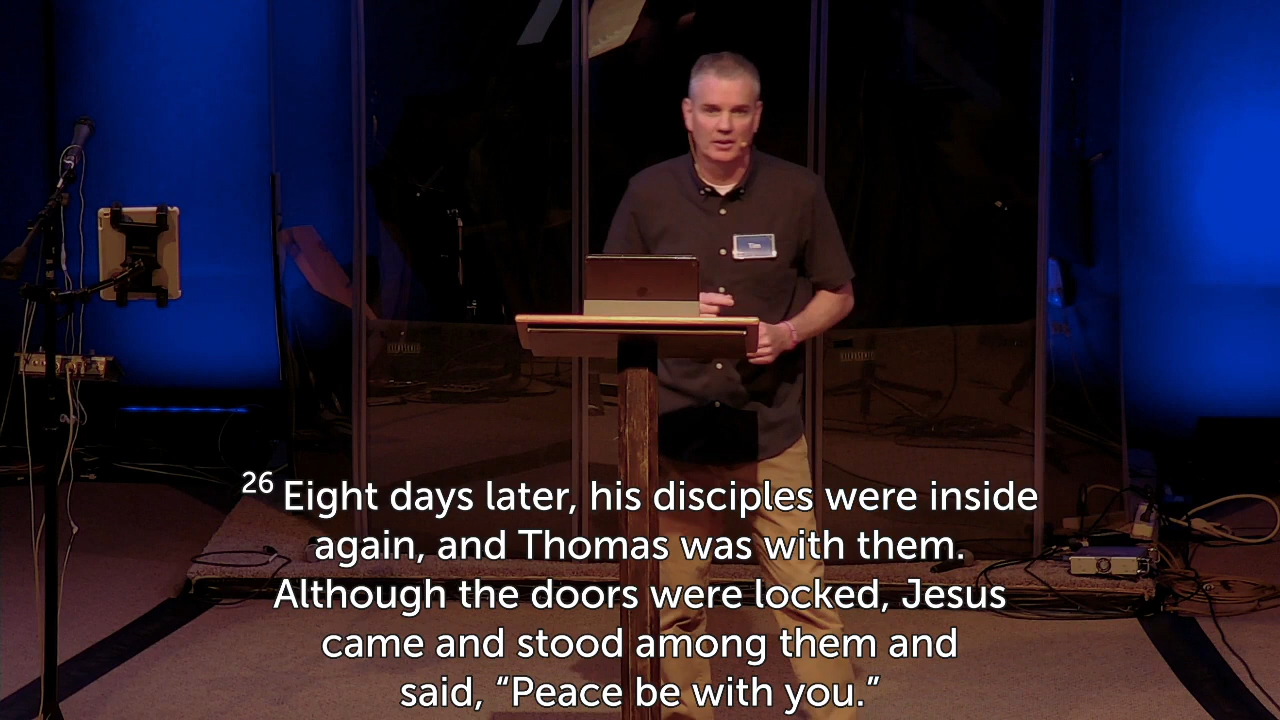 Tim
26 Eight days later, his disciples were inside
again, and Thomas was with them.
Although the doors were locked, Jesus
came and stood among them and
said, “Peace be with you.”